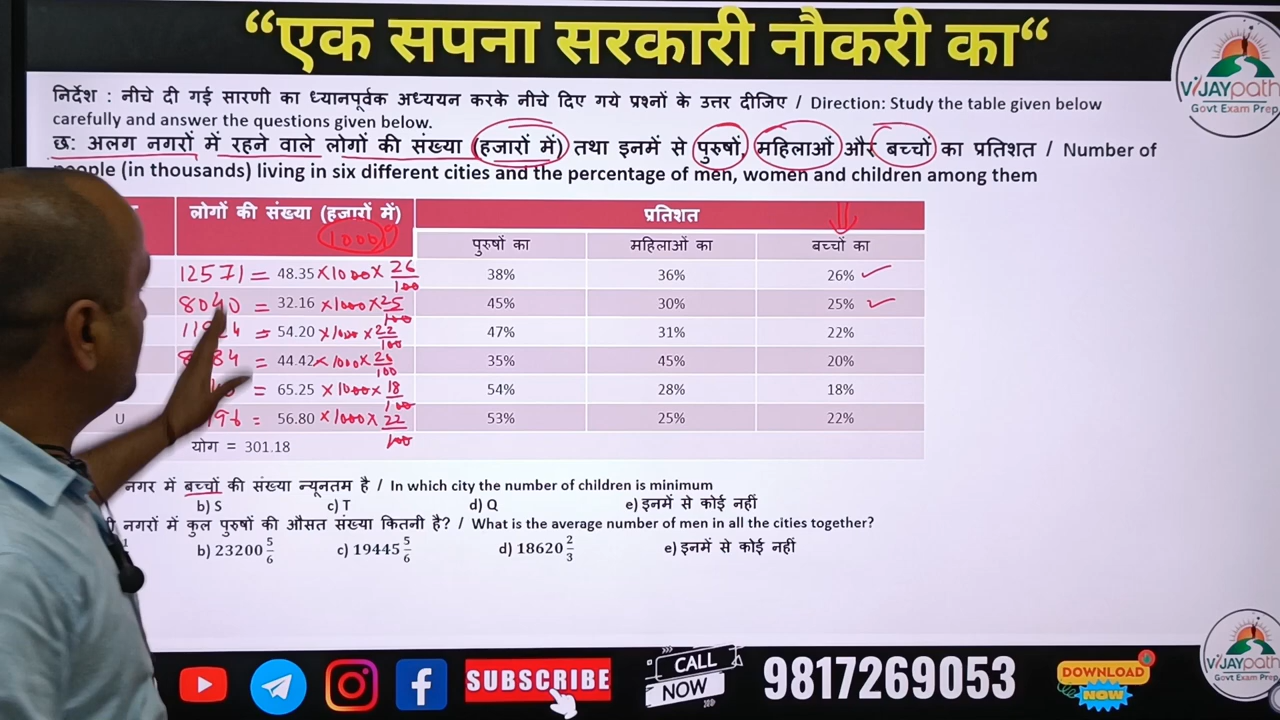 “एक सपना सरकारी नौकरी का“
VIJAYpath
Govt Exam Prep
निर्देश : नीचे दी गई सारणी का ध्यानपूर्वक अध्ययन करके नीचे दिए गये प्रश्नों के उत्तर दीजिए / Direction: Study the table given below
carefully and answer the questions given below.
छ: अलग नगरों में रहने वाले लोगों की संख्या (हजारों में) तथा इनमें से पुरुषों, महिलाओं और बच्चों का प्रतिशत / Number of
people (in thousands) living in six different cities and the percentage of men, women and children among them
लोगों की संख्या (हजारों में) प्रतिशत
1000
पुरुषों का महिलाओं का बच्चों का
12571 = 48.35 ×1000× 26/100 38% 36% 26%
8040 = 32.16 ×1000×25/100 45% 30% 25%
= 54.20 ×1000×22/100 47% 31% 22%
= 44.42 ×1000×20/100 35% 45% 20%
= 65.25 ×1000×18/100 54% 28% 18%
U = 56.80 ×1000×22/100 53% 25% 22%
योग = 301.18
नगर में बच्चों की संख्या न्यूनतम है / In which city the number of children is minimum
b) S c) T d) Q e) इनमें से कोई नहीं
नगरों में कुल पुरुषों की औसत संख्या कितनी है? / What is the average number of men in all the cities together?
b) 23200 5/6 c) 19445 5/6 d) 18620 2/3 e) इनमें से कोई नहीं
SUBSCRIBE
CALL
NOW
9817269053
DOWNLOAD
NOW
VIJAYpath
Govt Exam Prep